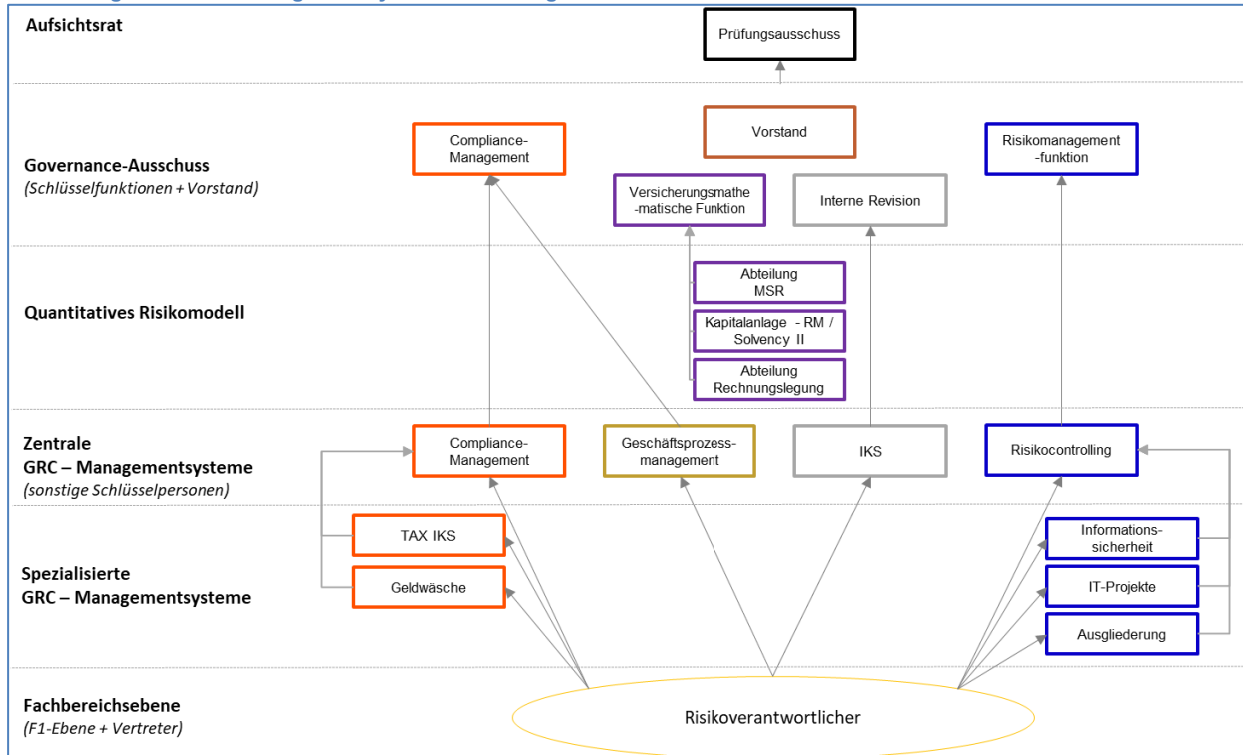 Aufsichtsrat
Prüfungsausschuss
Governance-Ausschuss
(Schlüsselfunktionen + Vorstand)
Compliance-
Management
Vorstand
Risikomanagement
-funktion
Versicherungsmathe
-matische Funktion
Interne Revision
Quantitatives Risikomodell
Abteilung
MSR
Kapitalanlage - RM /
Solvency II
Abteilung
Rechnungslegung
Zentrale
GRC – Managementsysteme
(sonstige Schlüsselpersonen)
Compliance-
Management
Geschäftsprozess-
management
IKS
Risikocontrolling
Spezialisierte
GRC – Managementsysteme
TAX IKS
Geldwäsche
Informations-
sicherheit
IT-Projekte
Ausgliederung
Fachbereichsebene
(F1-Ebene + Vertreter)
Risikoverantwortlicher